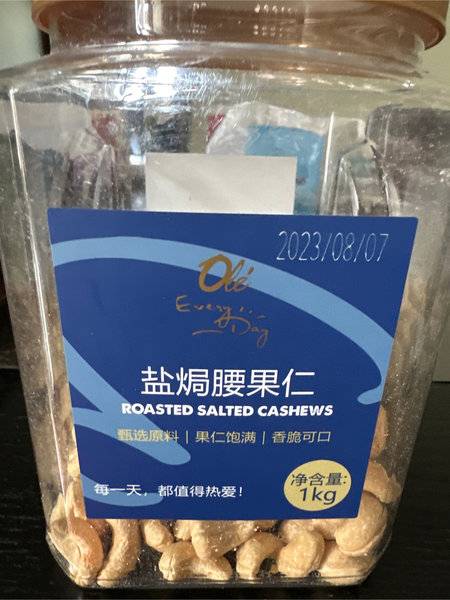 2023/08/07
Olé
Every...
Day
盐焗腰果仁
ROASTED SALTED CASHEWS
甄选原料 | 果仁饱满 | 香脆可口
净含量:
1kg
每一天，都值得热爱！